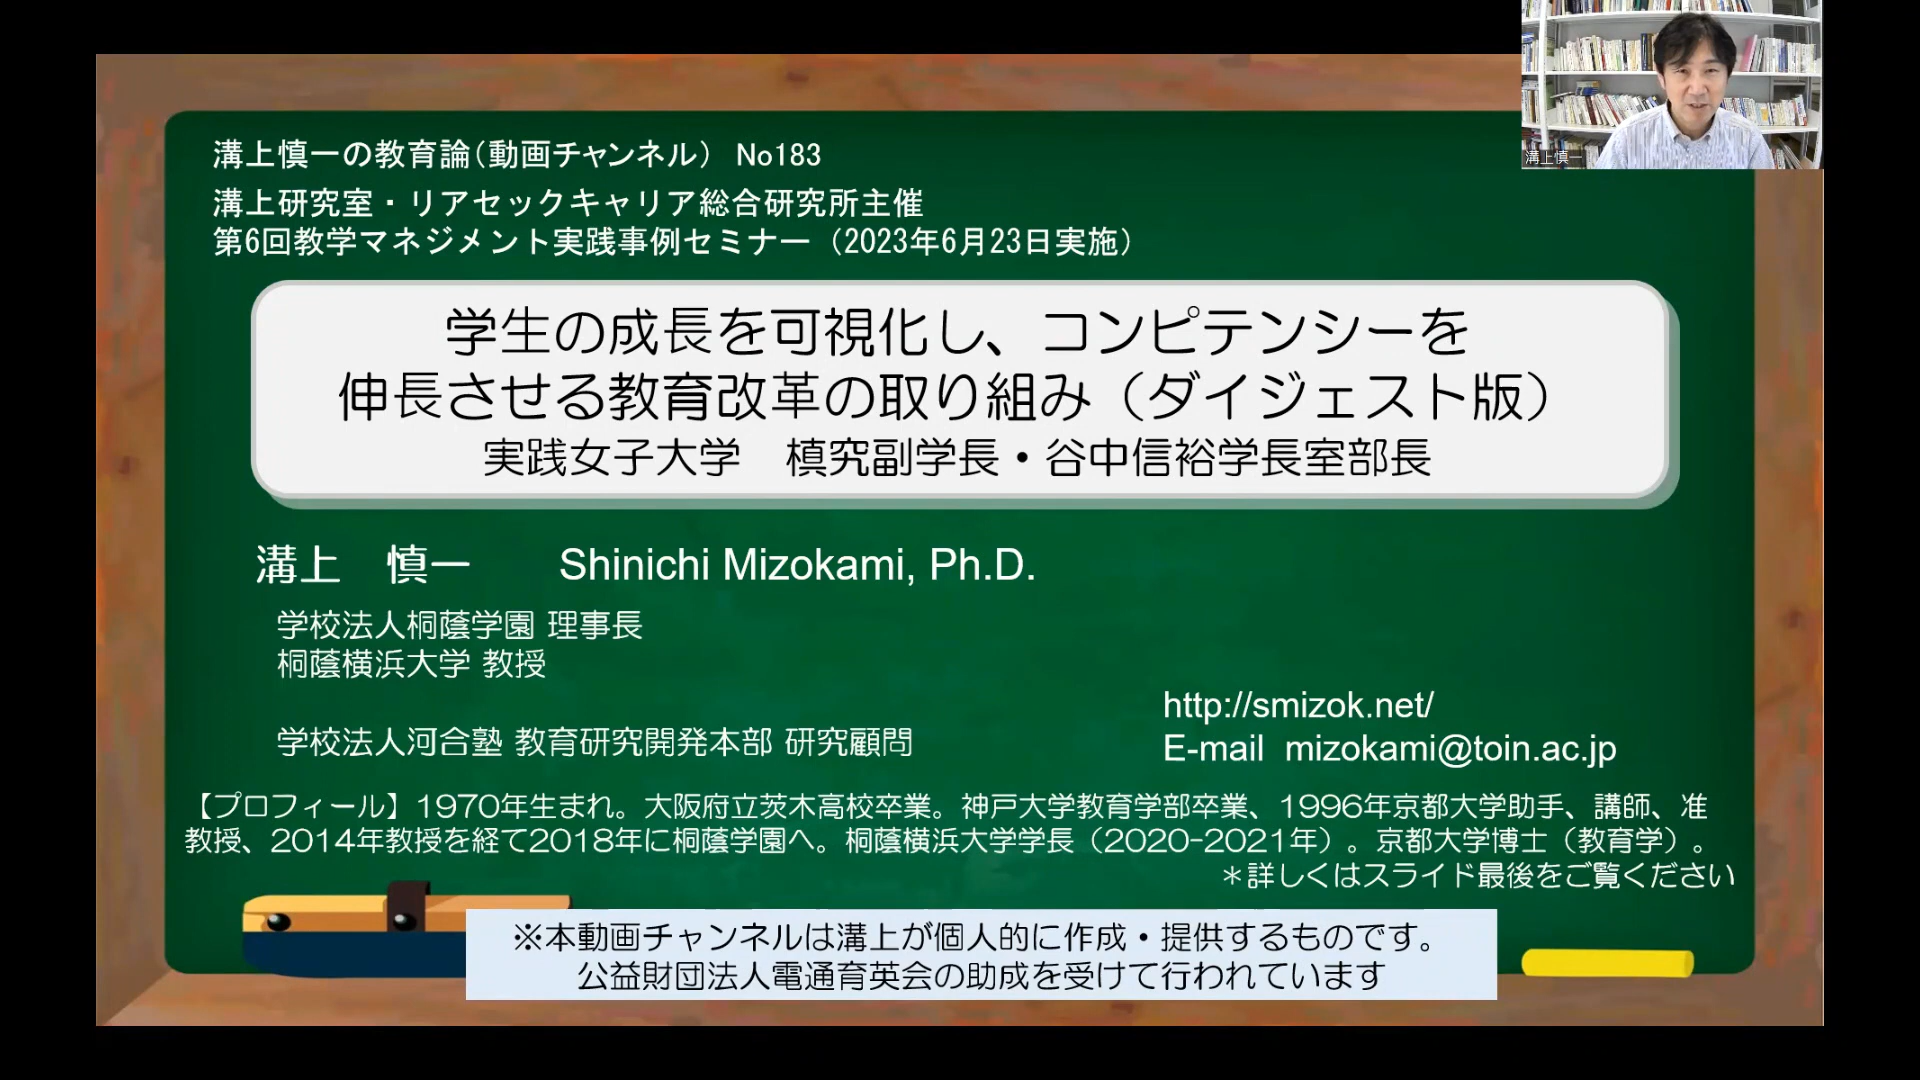 溝上慎一の教育論（動画チャンネル） No183
溝上研究室・リアセックキャリア総合研究所主催
第6回教学マネジメント実践事例セミナー（2023年6月23日実施）
溝上慎一
学生の成長を可視化し、コンピテンシーを
伸長させる教育改革の取り組み（ダイジェスト版）
実践女子大学　槙究副学長・谷中信裕学長室部長
溝上　慎一　　Shinichi Mizokami, Ph.D.
学校法人桐蔭学園 理事長
桐蔭横浜大学 教授
学校法人河合塾 教育研究開発本部 研究顧問
http://smizok.net/
E-mail mizokami@toin.ac.jp
【プロフィール】1970年生まれ。大阪府立茨木高校卒業。神戸大学教育学部卒業、1996年京都大学助手、講師、准
教授、2014年教授を経て2018年に桐蔭学園へ。桐蔭横浜大学学長（2020-2021年）。京都大学博士（教育学）。
＊詳しくはスライド最後をご覧ください
※本動画チャンネルは溝上が個人的に作成・提供するものです。
公益財団法人電通育英会の助成を受けて行われています